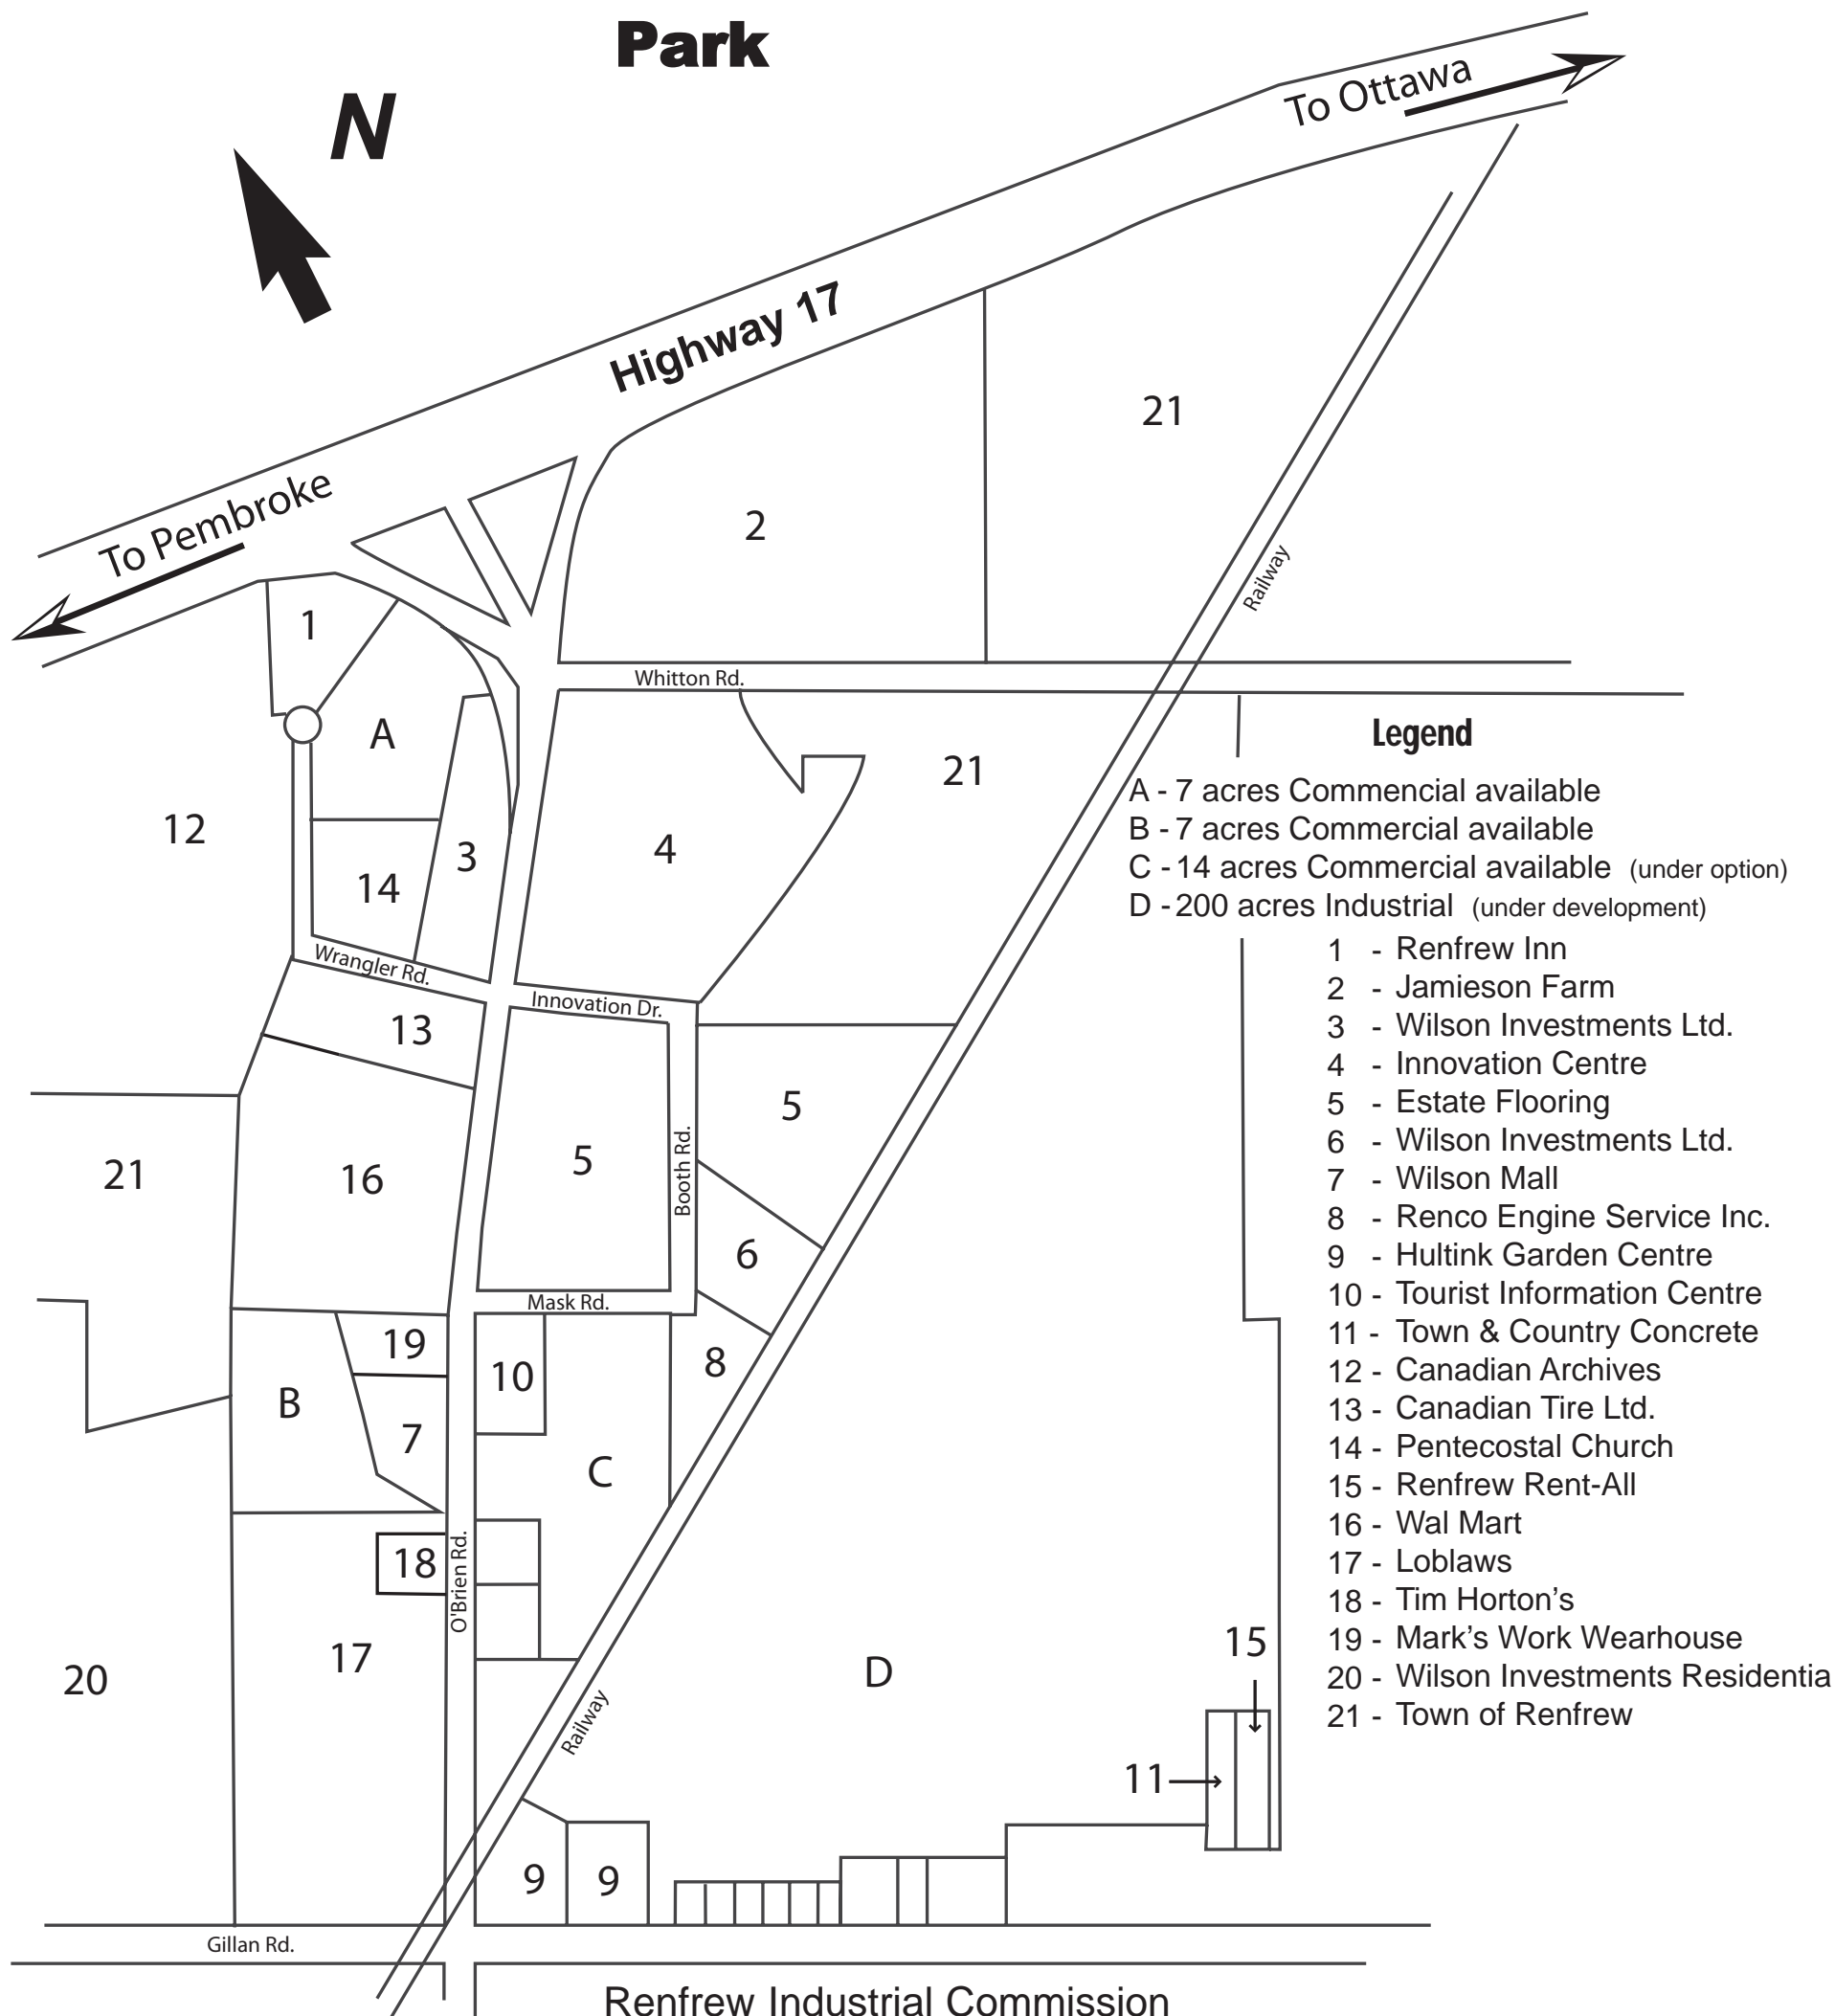 Park
N
To Ottawa
Highway 17
To Pembroke
21
2
1
Railway
Whitton Rd.
A
21
12
4
3
14
Wrangler Rd.
Innovation Dr.
13
5
5
Booth Rd.
21
16
6
Mask Rd.
19
8
10
B
7
C
18
O'Brien Rd.
17
20
15
D
Railway
11
9
9
Gillan Rd.
Legend
A - 7 acres Commencial available
B - 7 acres Commercial available
C - 14 acres Commercial available (under option)
D - 200 acres Industrial (under development)
1 - Renfrew Inn
2 - Jamieson Farm
3 - Wilson Investments Ltd.
4 - Innovation Centre
5 - Estate Flooring
6 - Wilson Investments Ltd.
7 - Wilson Mall
8 - Renco Engine Service Inc.
9 - Hultink Garden Centre
10 - Tourist Information Centre
11 - Town & Country Concrete
12 - Canadian Archives
13 - Canadian Tire Ltd.
14 - Pentecostal Church
15 - Renfrew Rent-All
16 - Wal Mart
17 - Loblaws
18 - Tim Horton’s
19 - Mark’s Work Wearhouse
20 - Wilson Investments Residentia
21 - Town of Renfrew
Renfrew Industrial Commission